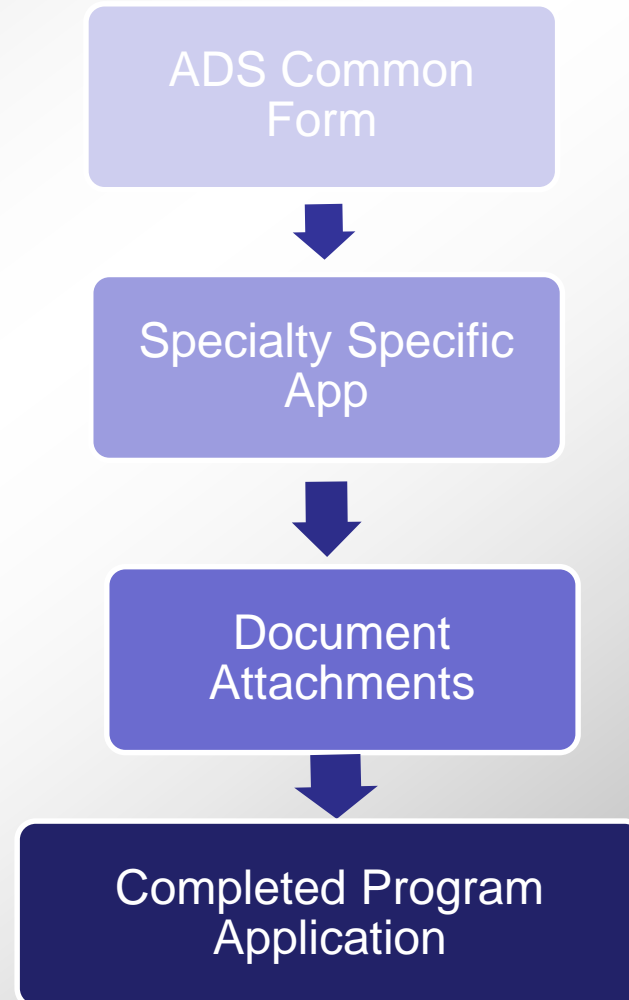 ADS Common
Form
Specialty Specific
App
Document
Attachments
Completed Program
Application